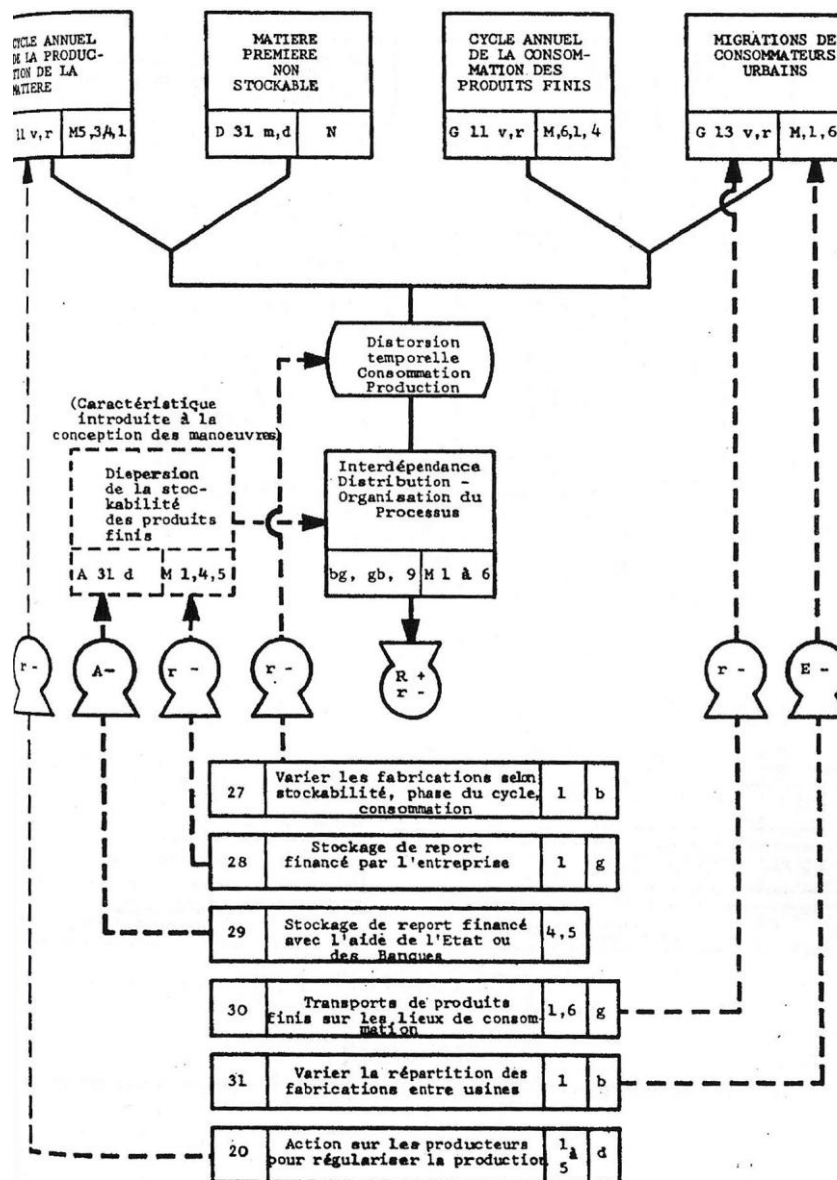 CYCLE ANNUEL
DE LA PRODUC-
TION DE LA
MATIERE
11 v,r M5,3,4,1
MATIERE
PREMIERE
NON
STOCKABLE
D 31 m,d N
CYCLE ANNUEL
DE LA CONSOM-
MATION DES
PRODUITS FINIS
G 11 v,r M,6,1,4
MIGRATIONS DE
CONSOMMATEURS
URBAINS
G 13 v,r M,1,6
Distorsion
temporelle
Consommation
Production
(Caractéristique
introduite à la
conception des manoeuvres)
Dispersion
de la stoc-
kabilité
des produits
finis
A 31 d M 1,4,5
Interdépendance
Distribution -
Organisation du
Processus
bg, gb, 9 M 1 à 6
r - A - r - r - R + r - E -
r -
27 Varier les fabrications selon 1 b
stockabilité, phase du cycle,
consommation
28 Stockage de report 1 g
financé par l'entreprise
29 Stockage de report financé 4,5
avec l'aide de l'Etat ou
des Banques
30 Transports de produits 1,6 g
finis sur les lieux de consom-
mation
31 Varier la répartition des 1 b
fabrications entre usines
20 Action sur les producteurs 1 à 5 d
pour régulariser la production